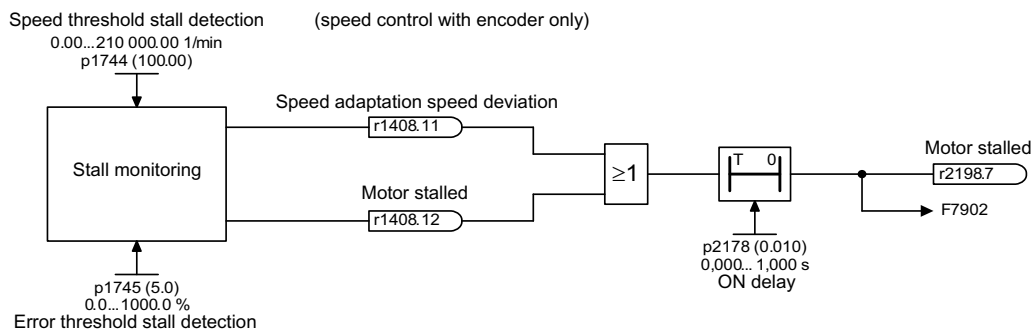 Speed threshold stall detection
0.00...210 000.00 1/min
p1744 (100.00)
(speed control with encoder only)
Stall monitoring
Speed adaptation speed deviation
r1408.11
Motor stalled
r1408.12
≥1
T 0
Motor stalled
r2198.7
F7902
p2178 (0.010)
0,000... 1,000 s
ON delay
p1745 (5.0)
0.0...1000.0 %
Error threshold stall detection